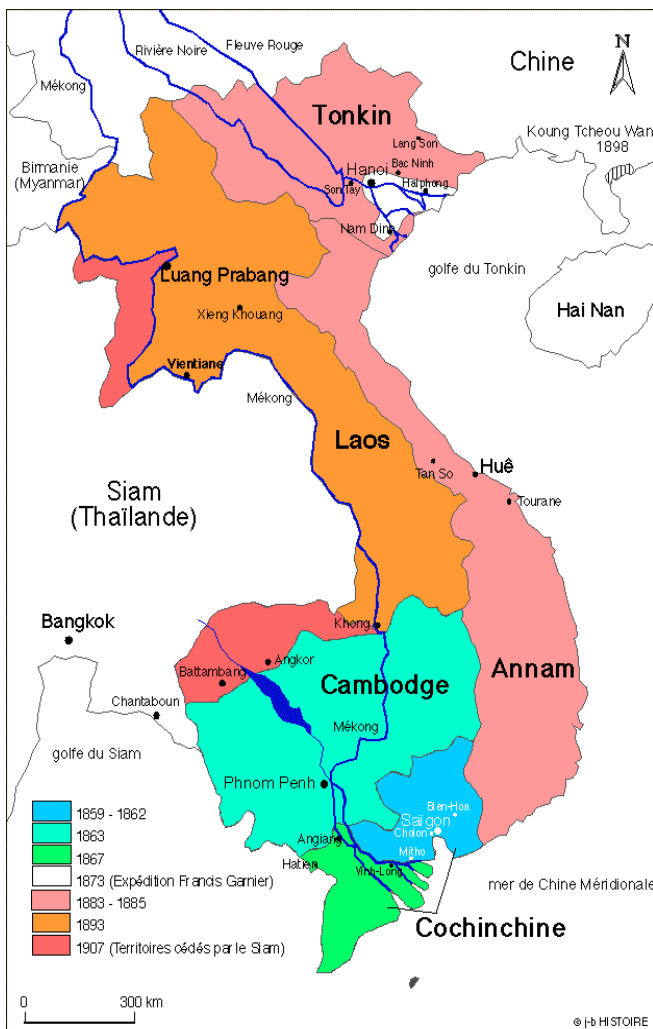 Fleuve Rouge
Rivière Noire
Chine
N
Mékong
Tonkin
Lang Son
Koung Tcheou Wan
1898
Birmanie
(Myanmar)
Bac Ninh
Hanoi
Haïphong
Son Tay
Nam Dinh
golfe du Tonkin
Luang Prabang
Hai Nan
Xieng Khouang
Vientiane
Mékong
Laos
Huê
Tan So
Siam
(Thaïlande)
Tourane
Bangkok
Khong
Angkor
Battambang
Annam
Cambodge
Chantaboun
Mékong
golfe du Siam
Phnom Penh
Bien-Hoa
Saïgon
Cholon
Angiang
Mitho
Hatien
Vinh-Long
mer de Chine Méridionale
Cochinchine
1859 - 1862
1863
1867
1873 (Expédition Francis Garnier)
1883 - 1885
1893
1907 (Territoires cédés par le Siam)
0 300 km
© j-b HISTOIRE